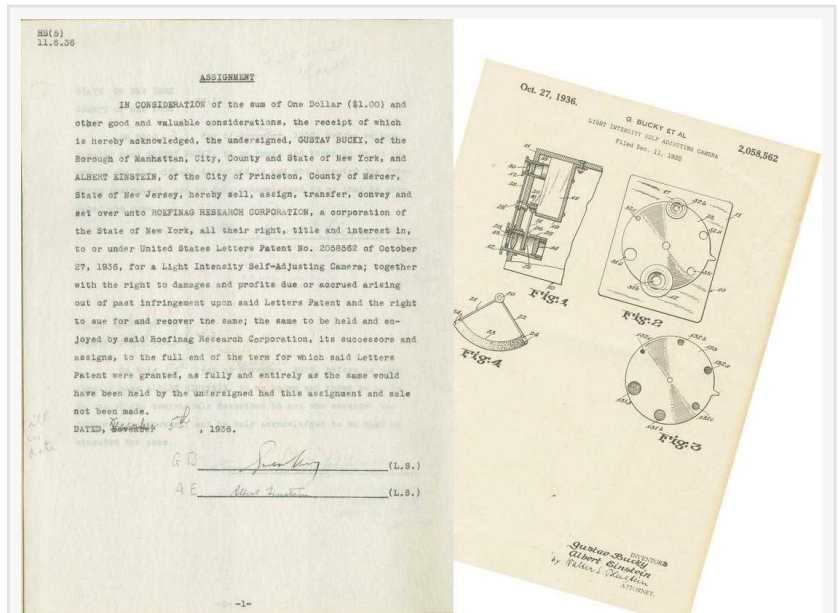 HS(5)
11.6.36
ASSIGNMENT
IN CONSIDERATION of the sum of One Dollar ($1.00) and
other good and valuable considerations, the receipt of which
is hereby acknowledged, the undersigned, GUSTAV BUCKY, of the
Borough of Manhattan, City, County and State of New York, and
ALBERT EINSTEIN, of the City of Princeton, County of Mercer,
State of New Jersey, hereby sell, assign, transfer, convey and
set over unto ROEFINAG RESEARCH CORPORATION, a corporation of
the State of New York, all their right, title and interest in,
to or under United States Letters Patent No. 2058562 of October
27, 1936, for a Light Intensity Self-Adjusting Camera; together
with the right to damages and profits due or accrued arising
out of past infringement upon said Letters Patent and the right
to sue for and recover the same; the same to be held and en-
joyed by said Roefinag Research Corporation, its successors and
assigns, to the full end of the term for which said Letters
Patent were granted, as fully and entirely as the same would
have been held by the undersigned had this assignment and sale
not been made.
DATED, November December 5th, 1936.
G B (L.S.)
A E Albert Einstein (L.S.)
-1-
Oct. 27, 1936.
G. BUCKY ET AL
2,058,562
LIGHT INTENSITY SELF ADJUSTING CAMERA
Filed Dec. 11, 1935
Fig. 1
Fig. 2
Fig. 4
Fig. 3
Gustav Bucky
Albert Einstein
INVENTORS
by
ATTORNEY.